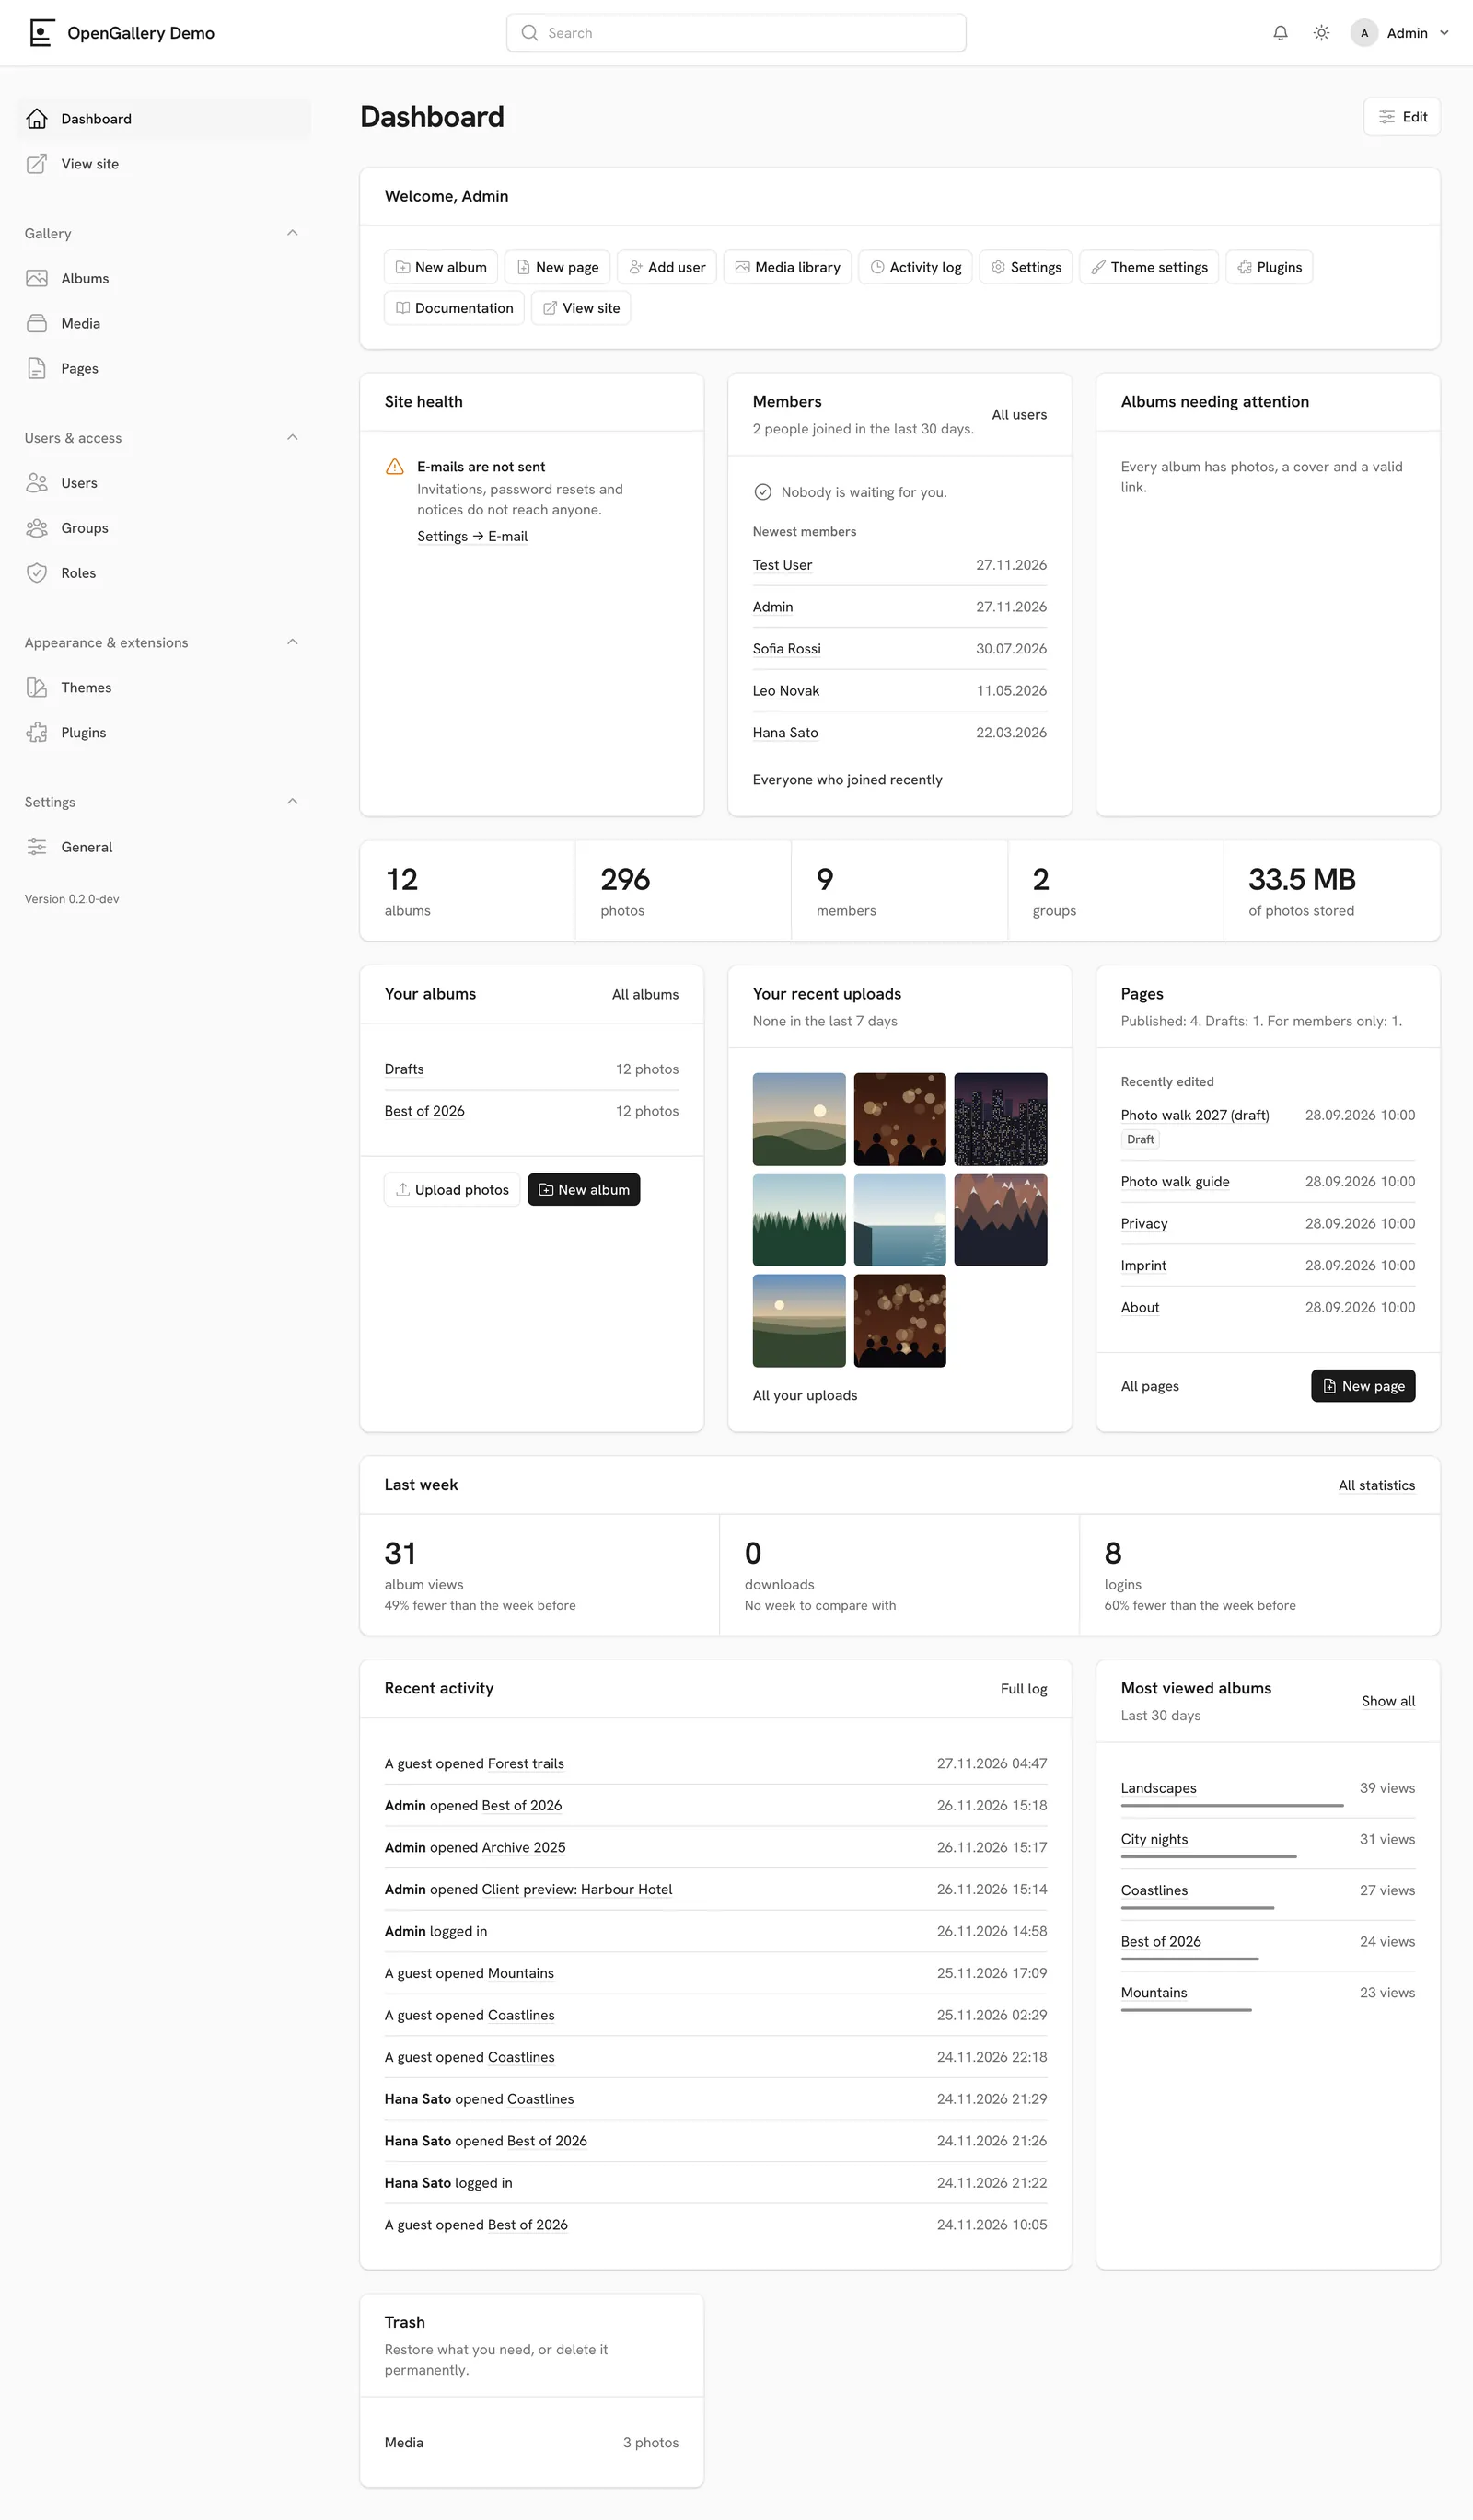 OpenGallery Demo
Search
A
Admin
Dashboard
View site
Gallery
Albums
Media
Pages
Users & access
Users
Groups
Roles
Appearance & extensions
Themes
Plugins
Settings
General
Version 0.2.0-dev
Dashboard
Edit
Welcome, Admin
New album
New page
Add user
Media library
Activity log
Settings
Theme settings
Plugins
Documentation
View site
Site health
E-mails are not sent
Invitations, password resets and
notices do not reach anyone.
Settings → E-mail
Members
2 people joined in the last 30 days.
All users
Nobody is waiting for you.
Newest members
Test User 27.11.2026
Admin 27.11.2026
Sofia Rossi 30.07.2026
Leo Novak 11.05.2026
Hana Sato 22.03.2026
Everyone who joined recently
Albums needing attention
Every album has photos, a cover and a valid
link.
12
albums
296
photos
9
members
2
groups
33.5 MB
of photos stored
Your albums
All albums
Drafts 12 photos
Best of 2026 12 photos
Upload photos
New album
Your recent uploads
None in the last 7 days
All your uploads
Pages
Published: 4. Drafts: 1. For members only: 1.
Recently edited
Photo walk 2027 (draft) 28.09.2026 10:00
Draft
Photo walk guide 28.09.2026 10:00
Privacy 28.09.2026 10:00
Imprint 28.09.2026 10:00
About 28.09.2026 10:00
All pages
New page
Last week
All statistics
31
album views
49% fewer than the week before
0
downloads
No week to compare with
8
logins
60% fewer than the week before
Recent activity
Full log
A guest opened Forest trails 27.11.2026 04:47
Admin opened Best of 2026 26.11.2026 15:18
Admin opened Archive 2025 26.11.2026 15:17
Admin opened Client preview: Harbour Hotel 26.11.2026 15:14
Admin logged in 26.11.2026 14:58
A guest opened Mountains 25.11.2026 17:09
A guest opened Coastlines 25.11.2026 02:29
A guest opened Coastlines 24.11.2026 22:18
Hana Sato opened Coastlines 24.11.2026 21:29
Hana Sato opened Best of 2026 24.11.2026 21:26
Hana Sato logged in 24.11.2026 21:22
A guest opened Best of 2026 24.11.2026 10:05
Most viewed albums
Last 30 days
Show all
Landscapes 39 views
City nights 31 views
Coastlines 27 views
Best of 2026 24 views
Mountains 23 views
Trash
Restore what you need, or delete it
permanently.
Media 3 photos